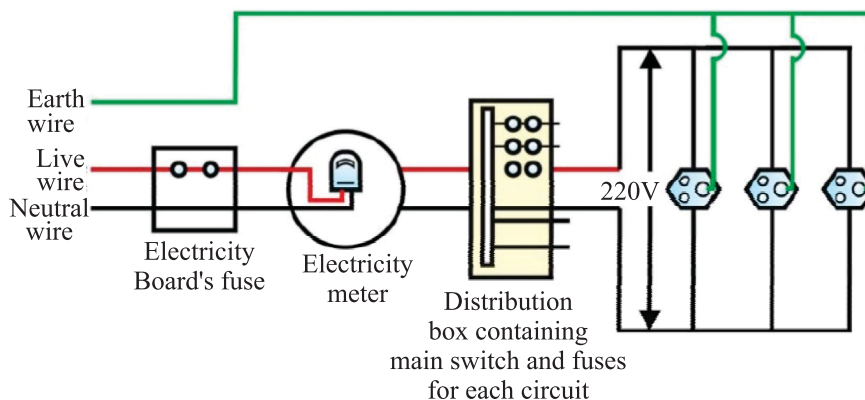 Earth
wire
Live
wire
Neutral
wire
Electricity
Board's fuse
Electricity
meter
Distribution
box containing
main switch and fuses
for each circuit
220V